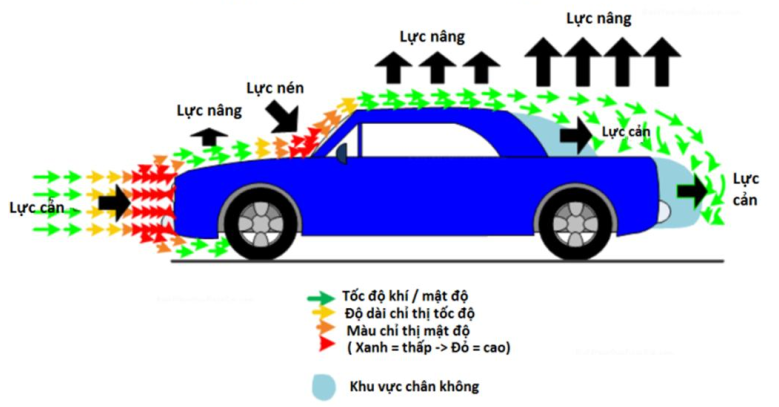 Lực nâng
Lực nâng
Lực nén
Lực nâng
Lực cản
Lực cản
Lực
cản
Tốc độ khí / mật độ
Độ dài chỉ thị tốc độ
Màu chỉ thị mật độ
( Xanh = thấp -> Đỏ = cao)
Khu vực chân không